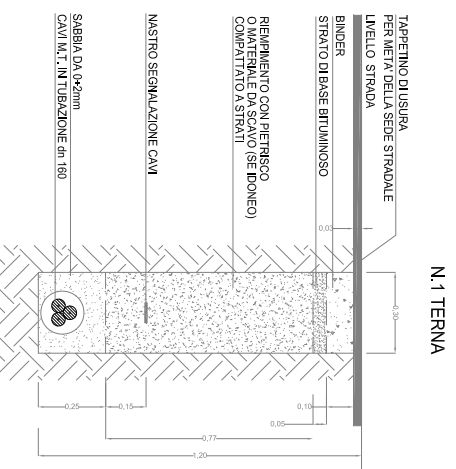 N.1 TERNA
TAPPETINO DI USURA
PER META' DELLA SEDE STRADALE
LIVELLO STRADA
BINDER
STRATO DI BASE BITUMINOSO
RIEMPIMENTO CON PIETRISCO
O MATERIALE DA SCAVO (SE IDONEO)
COMPATTATO A STRATI
NASTRO SEGNALAZIONE CAVI
SABBIA DA 0÷2mm
CAVI M.T. IN TUBAZIONE dn 160
0,03
0,30
0,10
0,05
0,77
0,15
0,25
1,20